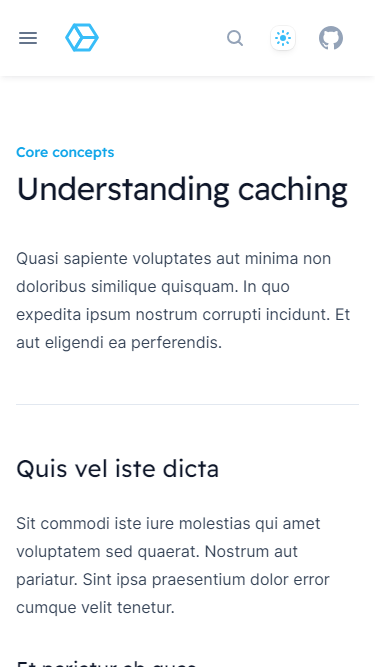 Core concepts
Understanding caching
Quasi sapiente voluptates aut minima non
doloribus similique quisquam. In quo
expedita ipsum nostrum corrupti incidunt. Et
aut eligendi ea perferendis.
Quis vel iste dicta
Sit commodi iste iure molestias qui amet
voluptatem sed quaerat. Nostrum aut
pariatur. Sint ipsa praesentium dolor error
cumque velit tenetur.